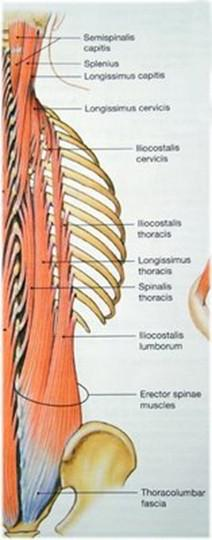 Semispinalis
capitis
Splenius
Longissimus capitis
Longissimus cervicis
Iliocostalis
cervicis
Iliocostalis
thoracis
Longissimus
thoracis
Spinalis
thoracis
Iliocostalis
lumborum
Erector spinae
muscles
Thoracolumbar
fascia